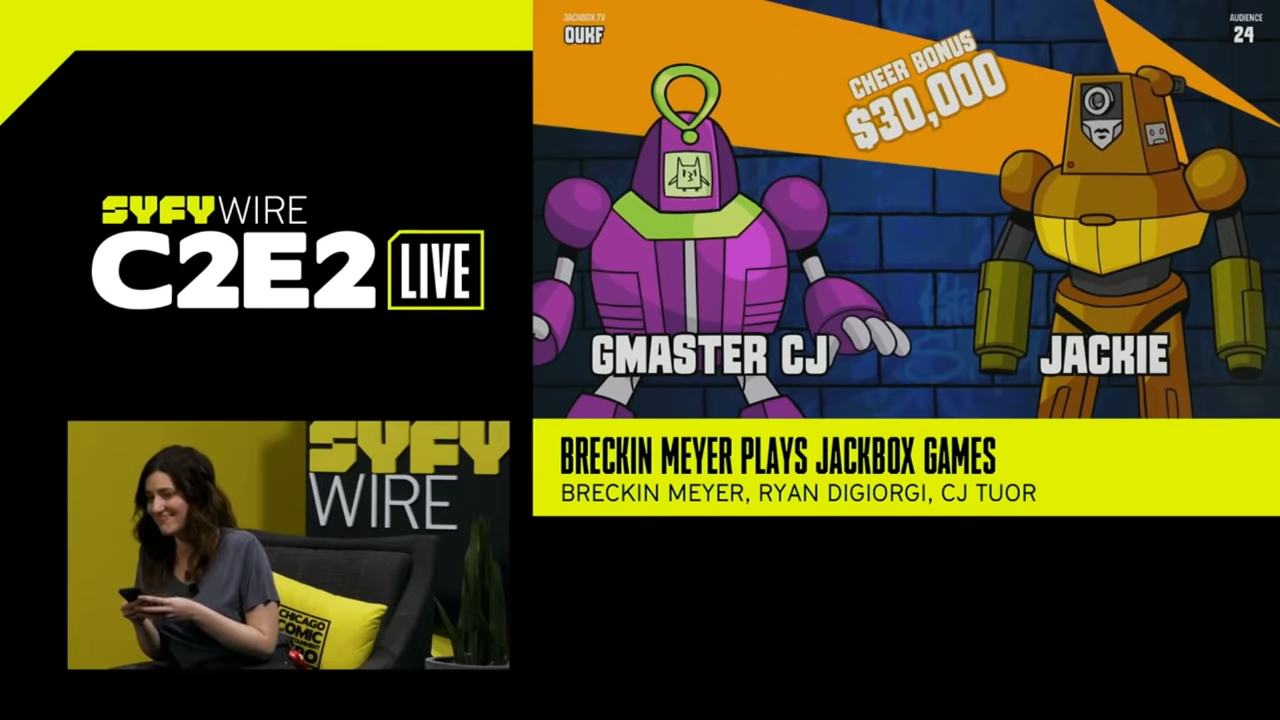 SYFY WIRE
C2E2 LIVE
JACKBOX.TV
OUKF
AUDIENCE
24
CHEER BONUS
$30,000
GMASTER CJ
JACKIE
BRECKIN MEYER PLAYS JACKBOX GAMES
BRECKIN MEYER, RYAN DIGIORGI, CJ TUOR
SYFY
WIRE
CHICAGO
COMIC